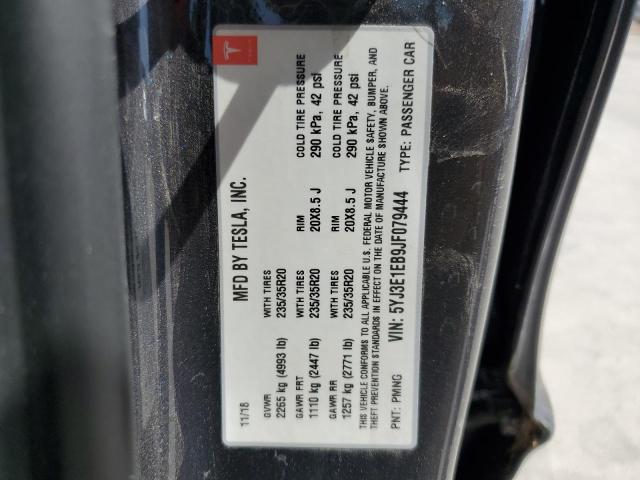 11/18
MFD BY TESLA, INC.
GVWR WITH TIRES RIM COLD TIRE PRESSURE
2265 kg (4993 lb) 235/35R20
GAWR FRT WITH TIRES RIM COLD TIRE PRESSURE
1110 kg (2447 lb) 235/35R20 20X8.5 J 290 kPa, 42 psi
GAWR RR WITH TIRES RIM COLD TIRE PRESSURE
1257 kg (2771 lb) 235/35R20 20X8.5 J 290 kPa, 42 psi
THIS VEHICLE CONFORMS TO ALL APPLICABLE U.S. FEDERAL MOTOR VEHICLE SAFETY, BUMPER, AND
THEFT PREVENTION STANDARDS IN EFFECT ON THE DATE OF MANUFACTURE SHOWN ABOVE.
PNT: PMNG VIN: 5YJ3E1EB9JF079444 TYPE: PASSENGER CAR